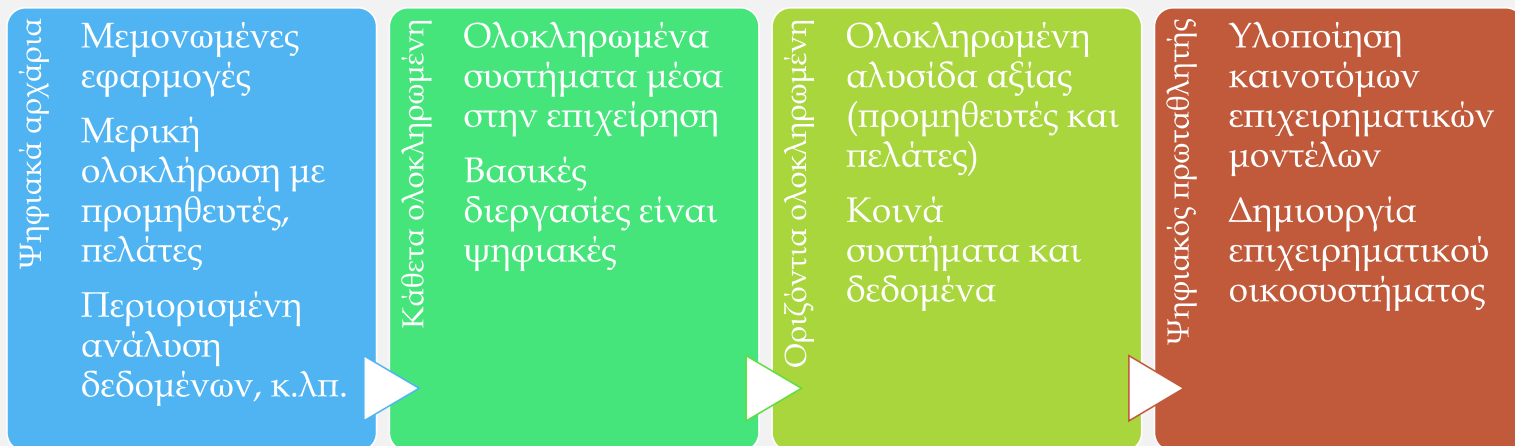 Ψηφιακά αρχάρια
Μεμονωμένες
εφαρμογές
Μερική
ολοκλήρωση με
προμηθευτές,
πελάτες
Περιορισμένη
ανάλυση
δεδομένων, κ.λπ.
Κάθετα ολοκληρωμένη
Ολοκληρωμένα
συστήματα μέσα
στην επιχείρηση
Βασικές
διεργασίες είναι
ψηφιακές
Οριζόντια ολοκληρωμένη
Ολοκληρωμένη
αλυσίδα αξίας
(προμηθευτές και
πελάτες)
Κοινά
συστήματα και
δεδομένα
Ψηφιακός πρωταθλητής
Υλοποίηση
καινοτόμων
επιχειρηματικών
μοντέλων
Δημιουργία
επιχειρηματικού
οικοσυστήματος